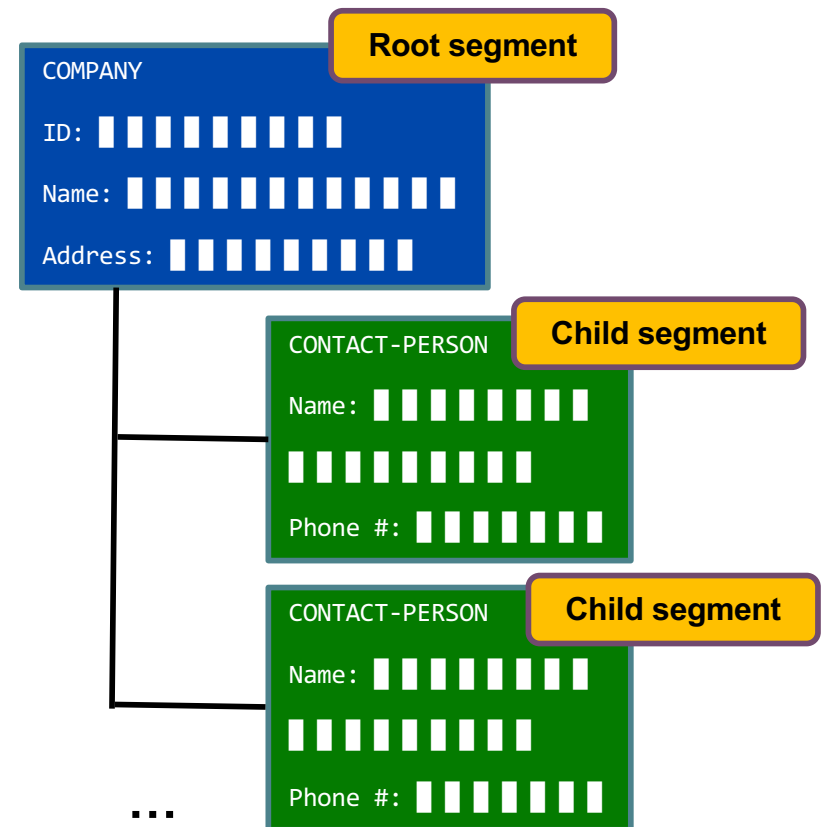 Root segment
COMPANY
ID: █ █ █ █ █ █ █ █ █
Name: █ █ █ █ █ █ █ █ █ █ █ █
Address: █ █ █ █ █ █ █ █ █
Child segment
CONTACT-PERSON
Name: █ █ █ █ █ █ █ █
█ █ █ █ █ █ █ █ █
Phone #: █ █ █ █ █ █ █
Child segment
CONTACT-PERSON
Name: █ █ █ █ █ █ █ █
█ █ █ █ █ █ █ █ █
Phone #: █ █ █ █ █ █ █
...